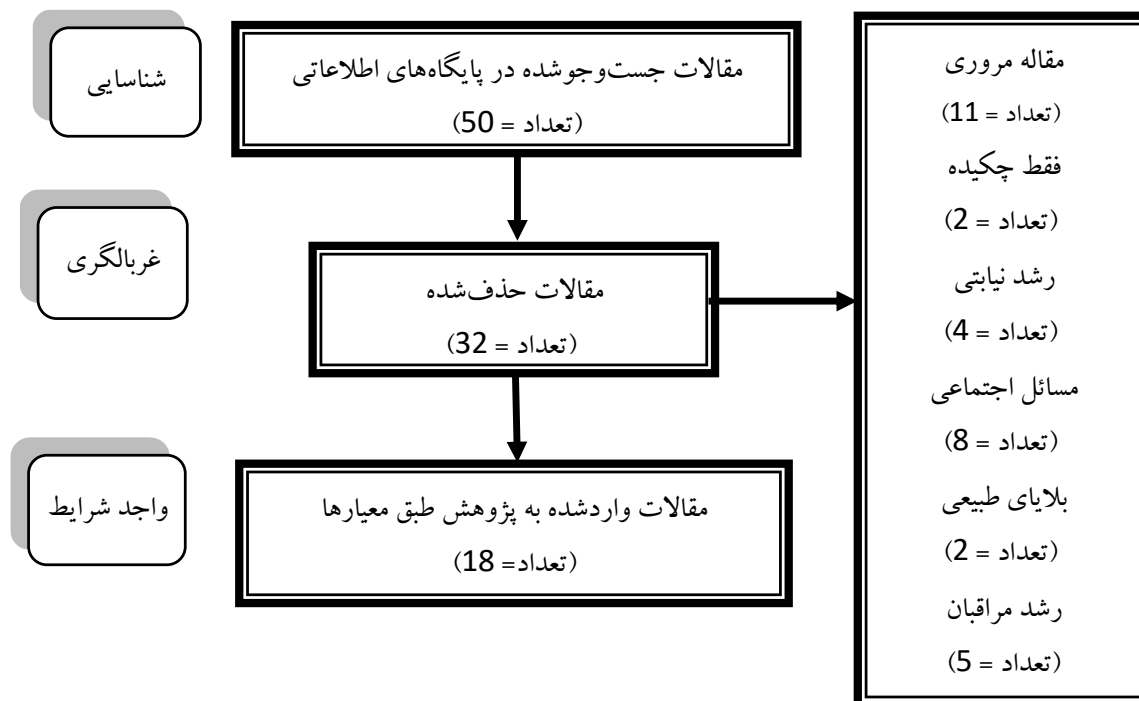 شناسایی
مقالات جست‌وجوشده در پایگاه‌های اطلاعاتی
(تعداد = 50)
غربالگری
مقالات حذف‌شده
(تعداد = 32)
واجد شرایط
مقالات واردشده به پژوهش طبق معیارها
(تعداد= 18)
مقاله مروری
(تعداد = 11)
فقط چکیده
(تعداد = 2)
رشد نیابتی
(تعداد = 4)
مسائل اجتماعی
(تعداد = 8)
بلایای طبیعی
(تعداد = 2)
رشد مراقبان
(تعداد = 5)